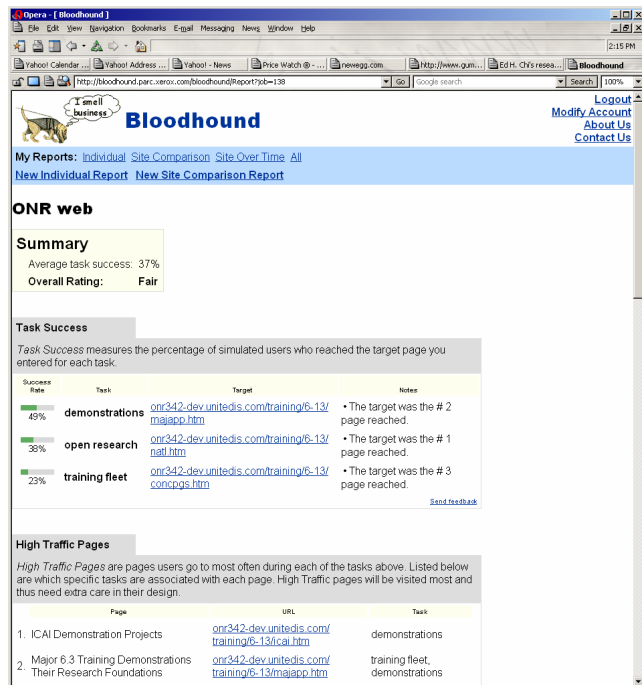 Opera - [ Bloodhound ]
File Edit View Navigation Bookmarks E-mail Messaging News Window Help
2:15 PM
Yahoo! Calendar ... Yahoo! Address ... Yahoo! - News Price Watch ® - ... newegg.com http://www.gum... Ed H. Chi's resea... Bloodhound
http://bloodhound.parc.xerox.com/bloodhound/Report?job=138 Go Google search Search 100%
I smell
business
Bloodhound
Logout
Modify Account
About Us
Contact Us
My Reports: Individual Site Comparison Site Over Time All
New Individual Report New Site Comparison Report
ONR web
Summary
Average task success: 37%
Overall Rating: Fair
Task Success
Task Success measures the percentage of simulated users who reached the target page you
entered for each task.
Success
Rate Task Target Notes
49% demonstrations onr342-dev.unitedis.com/training/6-13/ • The target was the # 2
majapp.htm page reached.
38% open research onr342-dev.unitedis.com/training/6-13/ • The target was the # 1
natl.htm page reached.
23% training fleet onr342-dev.unitedis.com/training/6-13/ • The target was the # 3
concpgs.htm page reached.
Send feedback
High Traffic Pages
High Traffic Pages are pages users go to most often during each of the tasks above. Listed below
are which specific tasks are associated with each page. High Traffic pages will be visited most and
thus need extra care in their design.
Page URL Task
1. ICAI Demonstration Projects onr342-dev.unitedis.com/ demonstrations
training/6-13/icai.htm
2. Major 6.3 Training Demonstrations onr342-dev.unitedis.com/ training fleet,
Their Research Foundations training/6-13/majapp.htm demonstrations